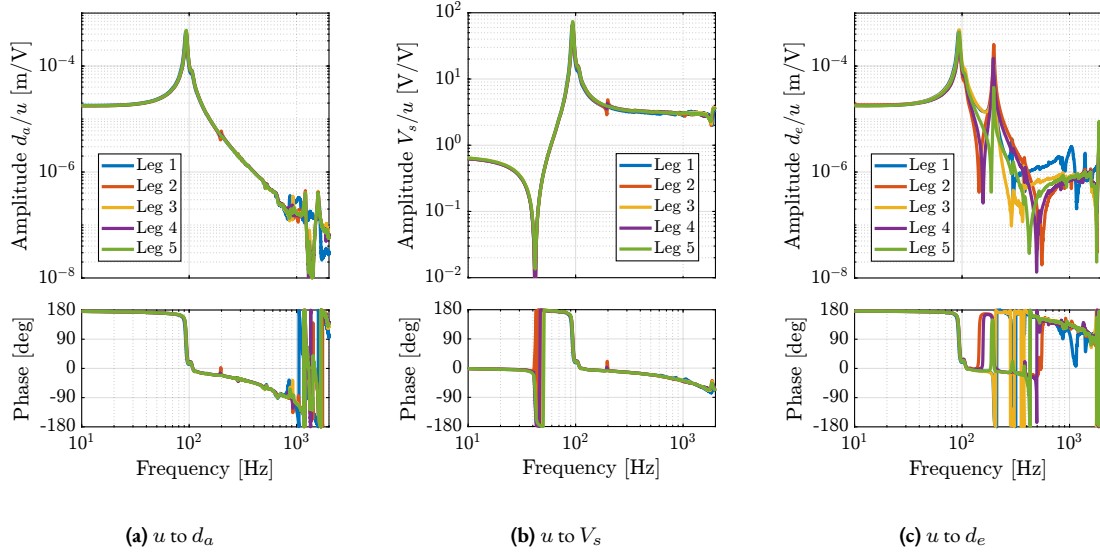 Amplitude d_a/u [m/V]
10^{-4}
10^{-6}
10^{-8}
Leg 1
Leg 2
Leg 3
Leg 4
Leg 5
Phase [deg]
180
90
0
-90
-180
10^1
10^2
10^3
Frequency [Hz]
(a) u to d_a
Amplitude V_s/u [V/V]
10^2
10^1
10^0
10^{-1}
10^{-2}
Leg 1
Leg 2
Leg 3
Leg 4
Leg 5
Phase [deg]
180
90
0
-90
-180
10^1
10^2
10^3
Frequency [Hz]
(b) u to V_s
Amplitude d_e/u [m/V]
10^{-4}
10^{-6}
10^{-8}
Leg 1
Leg 2
Leg 3
Leg 4
Leg 5
Phase [deg]
180
90
0
-90
-180
10^1
10^2
10^3
Frequency [Hz]
(c) u to d_e